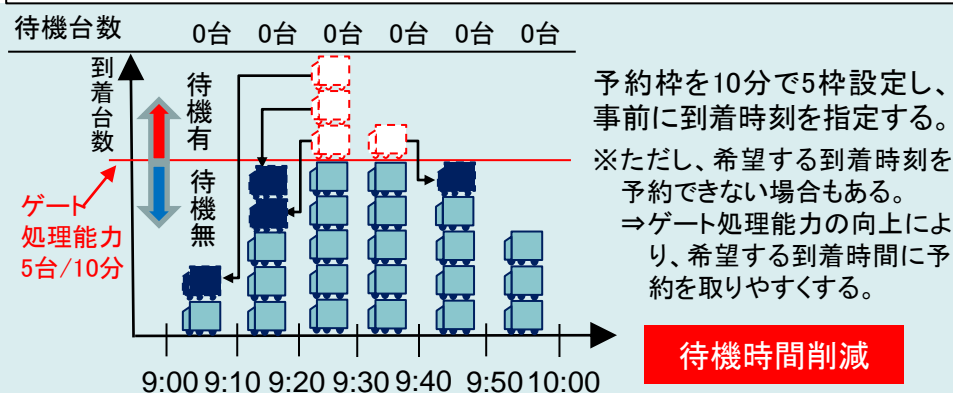 待機台数 0台 0台 0台 0台 0台 0台
到着台数
待機有
待機無
ゲート
処理能力
5台/10分
9:00 9:10 9:20 9:30 9:40 9:50 10:00
予約枠を10分で5枠設定し、
事前に到着時刻を指定する。
※ただし、希望する到着時刻を
予約できない場合もある。
⇒ゲート処理能力の向上によ
り、希望する到着時間に予
約を取りやすくする。
待機時間削減